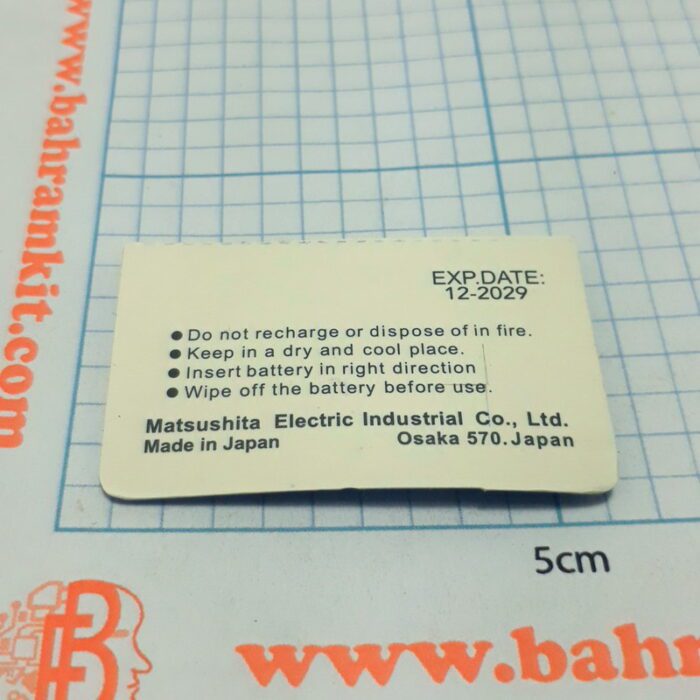 www.bahramkit.com
EXP.DATE:
12-2029
● Do not recharge or dispose of in fire.
● Keep in a dry and cool place.
● Insert battery in right direction
● Wipe off the battery before use.
Matsushita Electric Industrial Co., Ltd.
Made in Japan Osaka 570.Japan
5cm
www.bahr